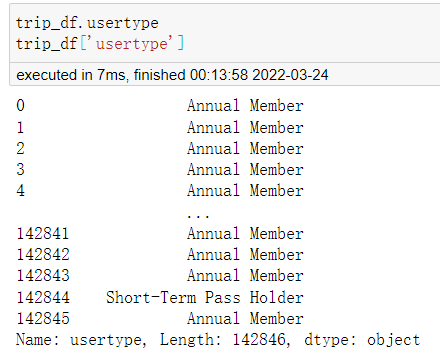 trip_df.usertype
trip_df['usertype']
executed in 7ms, finished 00:13:58 2022-03-24
0 Annual Member
1 Annual Member
2 Annual Member
3 Annual Member
4 Annual Member
...
142841 Annual Member
142842 Annual Member
142843 Annual Member
142844 Short-Term Pass Holder
142845 Annual Member
Name: usertype, Length: 142846, dtype: object